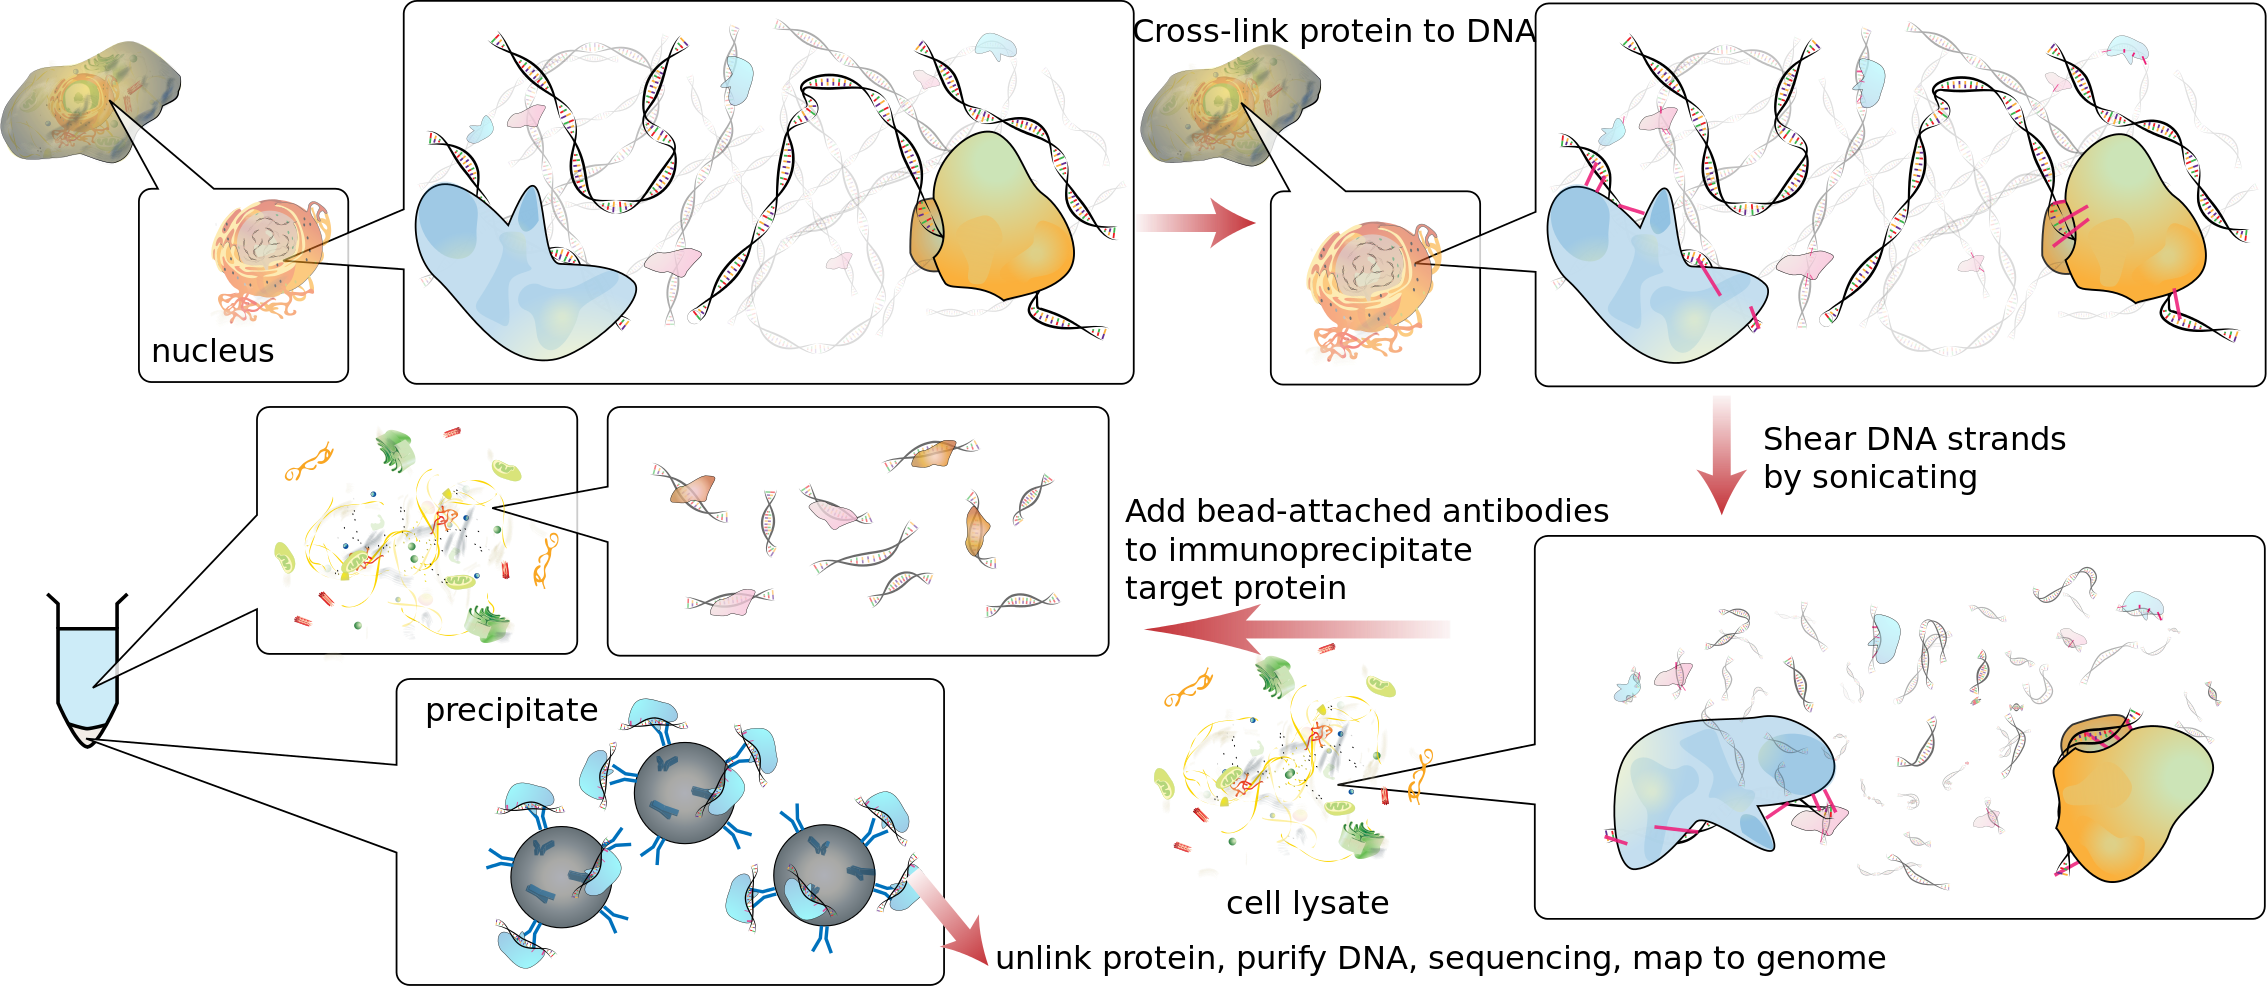 Cross-link protein to DNA
nucleus
Shear DNA strands
by sonicating
Add bead-attached antibodies
to immunoprecipitate
target protein
precipitate
cell lysate
unlink protein, purify DNA, sequencing, map to genome